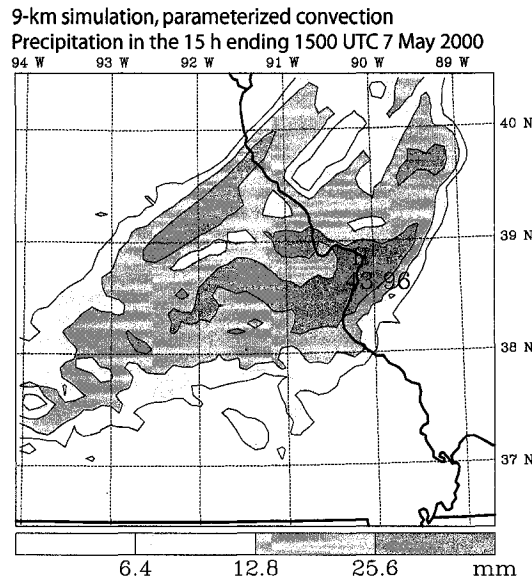 9-km simulation, parameterized convection
Precipitation in the 15 h ending 1500 UTC 7 May 2000
94 W 93 W 92 W 91 W 90 W 89 W
40 N
39 N
43.96
38 N
37 N
6.4 12.8 25.6 mm